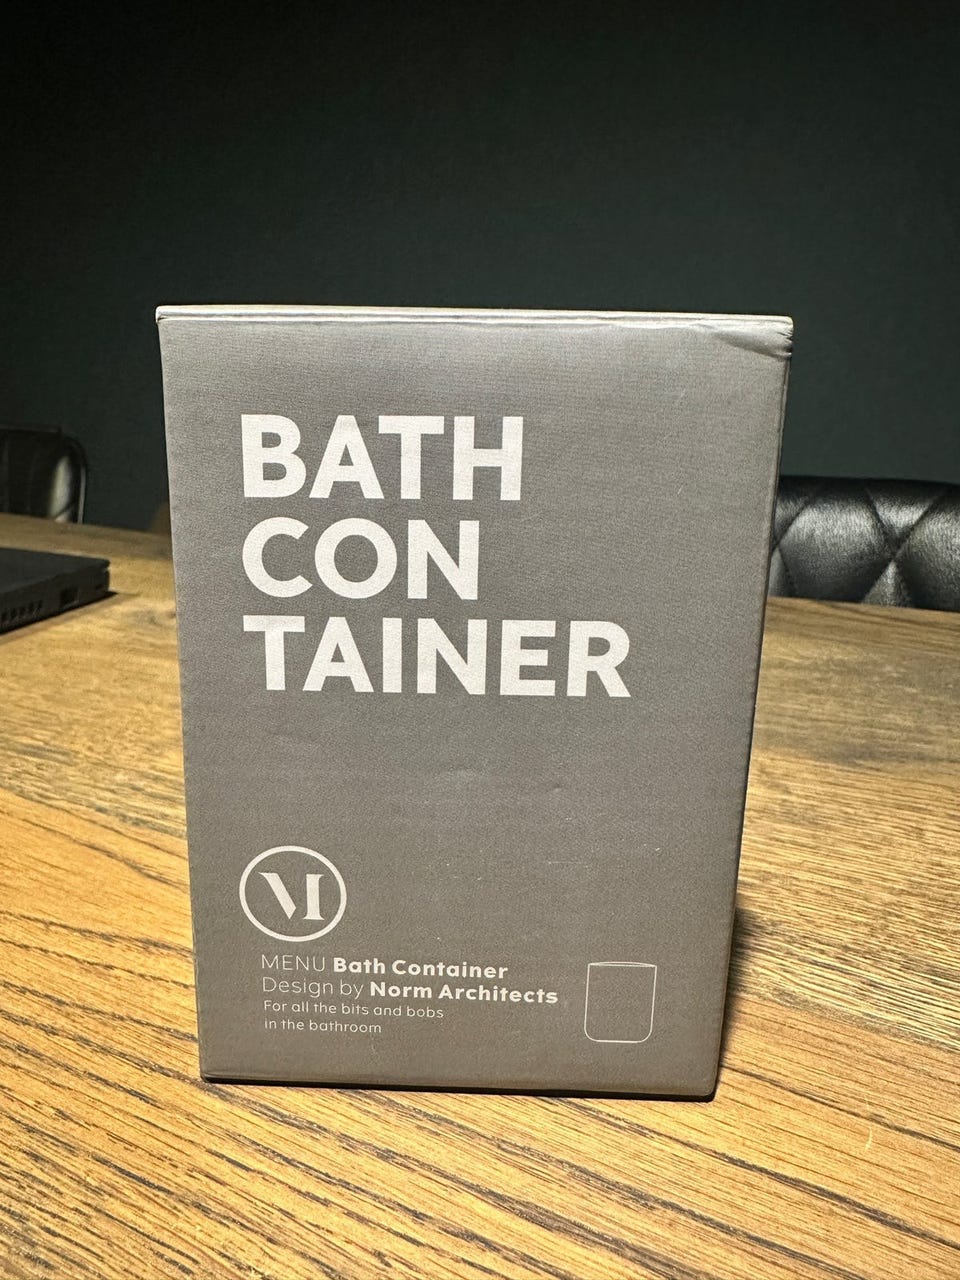 BATH
CON
TAINER
M
MENU Bath Container
Design by Norm Architects
For all the bits and bobs
in the bathroom